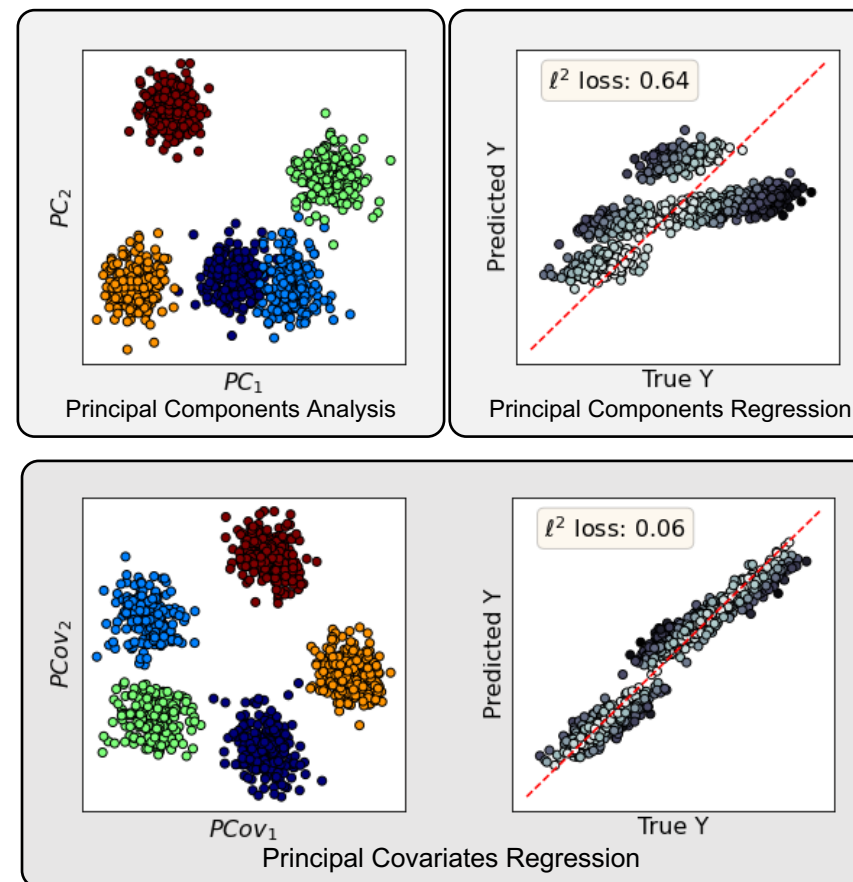 PC₂
PC₁
Principal Components Analysis
ℓ² loss: 0.64
Predicted Y
True Y
Principal Components Regression
PCov₂
PCov₁
ℓ² loss: 0.06
Predicted Y
True Y
Principal Covariates Regression